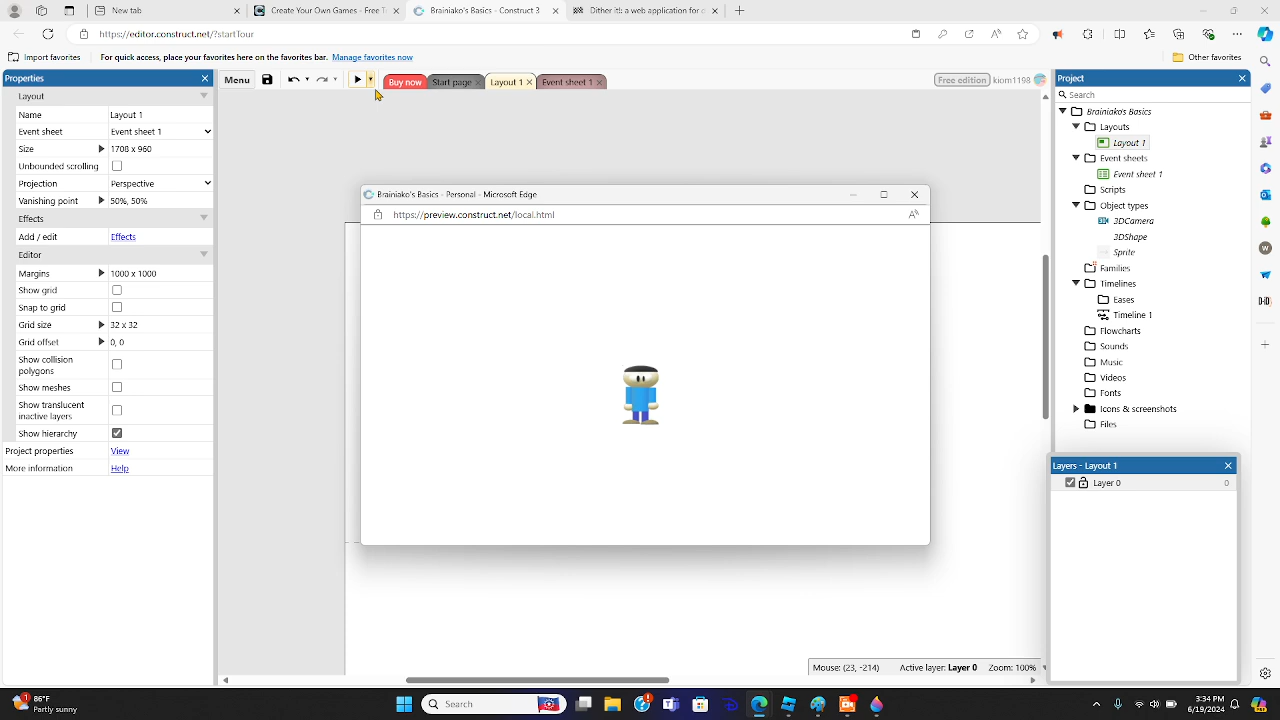 New tab
Create Your Own Games - Free T
Brainiako's Basics - Construct 3
Dither it!: a web application for c
https://editor.construct.net/?startTour
Import favorites
For quick access, place your favorites here on the favorites bar. Manage favorites now
Other favorites
Properties
Layout
Name Layout 1
Event sheet Event sheet 1
Size 1708 x 960
Unbounded scrolling
Projection Perspective
Vanishing point 50%, 50%
Effects
Add / edit Effects
Editor
Margins 1000 x 1000
Show grid
Snap to grid
Grid size 32 x 32
Grid offset 0, 0
Show collision
polygons
Show meshes
Show translucent
inactive layers
Show hierarchy
Project properties View
More information Help
Menu
Buy now
Start page
Layout 1
Event sheet 1
Free edition kiom1198
Brainiako's Basics - Personal - Microsoft Edge
https://preview.construct.net/local.html
Mouse: (23, -214) Active layer: Layer 0 Zoom: 100%
Project
Search
Brainiako's Basics
Layouts
Layout 1
Event sheets
Event sheet 1
Scripts
Object types
3DCamera
3DShape
Sprite
Families
Timelines
Eases
Timeline 1
Flowcharts
Sounds
Music
Videos
Fonts
Icons & screenshots
Files
Layers - Layout 1
Layer 0 0
1
86°F
Partly sunny
Search
3:34 PM
6/19/2024